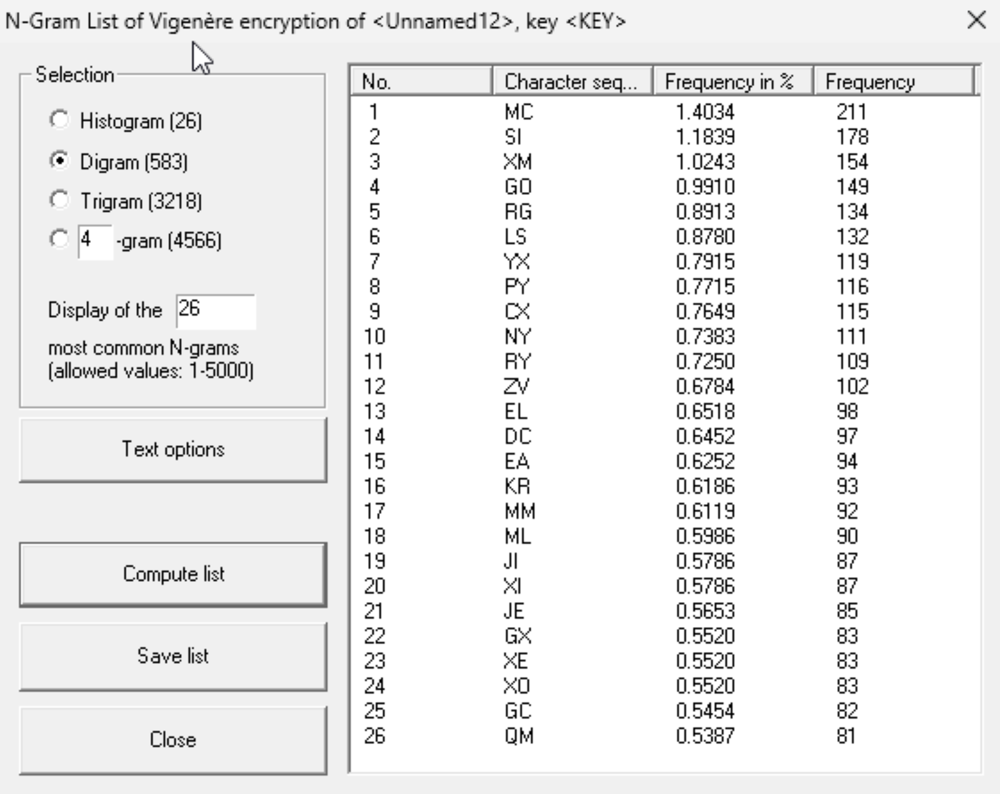 N-Gram List of Vigenère encryption of <Unnamed12>, key <KEY>
Selection
Histogram (26)
Digram (583)
Trigram (3218)
4 -gram (4566)
Display of the 26
most common N-grams
(allowed values: 1-5000)
Text options
Compute list
Save list
Close
No. Character seq... Frequency in % Frequency
1 MC 1.4034 211
2 SI 1.1839 178
3 XM 1.0243 154
4 GO 0.9910 149
5 RG 0.8913 134
6 LS 0.8780 132
7 YX 0.7915 119
8 PY 0.7715 116
9 CX 0.7649 115
10 NY 0.7383 111
11 RY 0.7250 109
12 ZV 0.6784 102
13 EL 0.6518 98
14 DC 0.6452 97
15 EA 0.6252 94
16 KR 0.6186 93
17 MM 0.6119 92
18 ML 0.5986 90
19 JI 0.5786 87
20 XI 0.5786 87
21 JE 0.5653 85
22 GX 0.5520 83
23 XE 0.5520 83
24 XO 0.5520 83
25 GC 0.5454 82
26 QM 0.5387 81